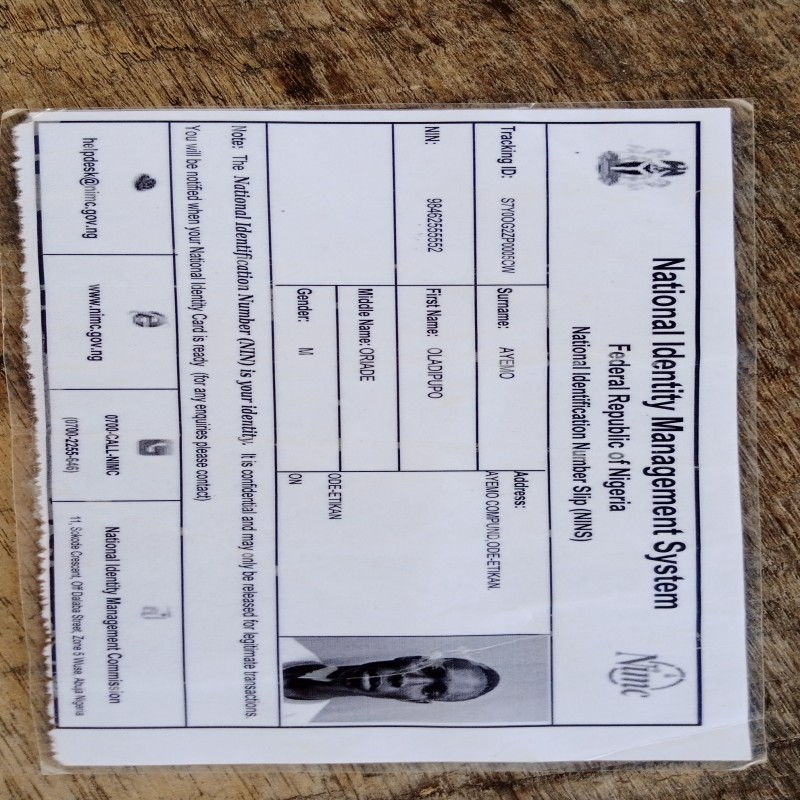 National Identity Management System
Federal Republic of Nigeria
National Identification Number Slip (NINS)
Nimc
Tracking ID: S7Y0OG2ZP0005CW
Surname: AYEMO
Address:
AYEMO COMPUND,ODE-ETIKAN.
NIN: 98462555552
First Name: OLADIPUPO
Middle Name: ORIADE
ODE-ETIKAN
Gender: M
ON
Note: The National Identification Number (NIN) is your identity. It is confidential and may only be released for legitimate transactions.
You will be notified when your National Identity Card is ready (for any enquiries please contact)
helpdesk@nimc.gov.ng
www.nimc.gov.ng
0700-CALL-NIMC
(0700-2255-646)
National Identity Management Commission
11, Sokode Crescent, Off Dalaba Street, Zone 5 Wuse, Abuja Nigeria